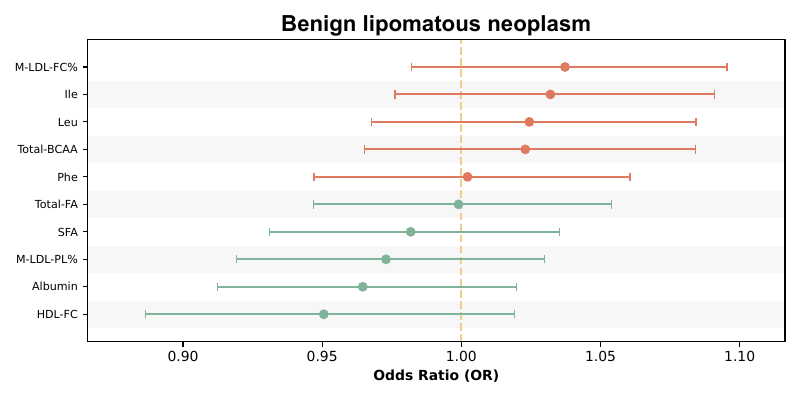 Benign lipomatous neoplasm
M-LDL-FC%
Ile
Leu
Total-BCAA
Phe
Total-FA
SFA
M-LDL-PL%
Albumin
HDL-FC
0.90 0.95 1.00 1.05 1.10
Odds Ratio (OR)